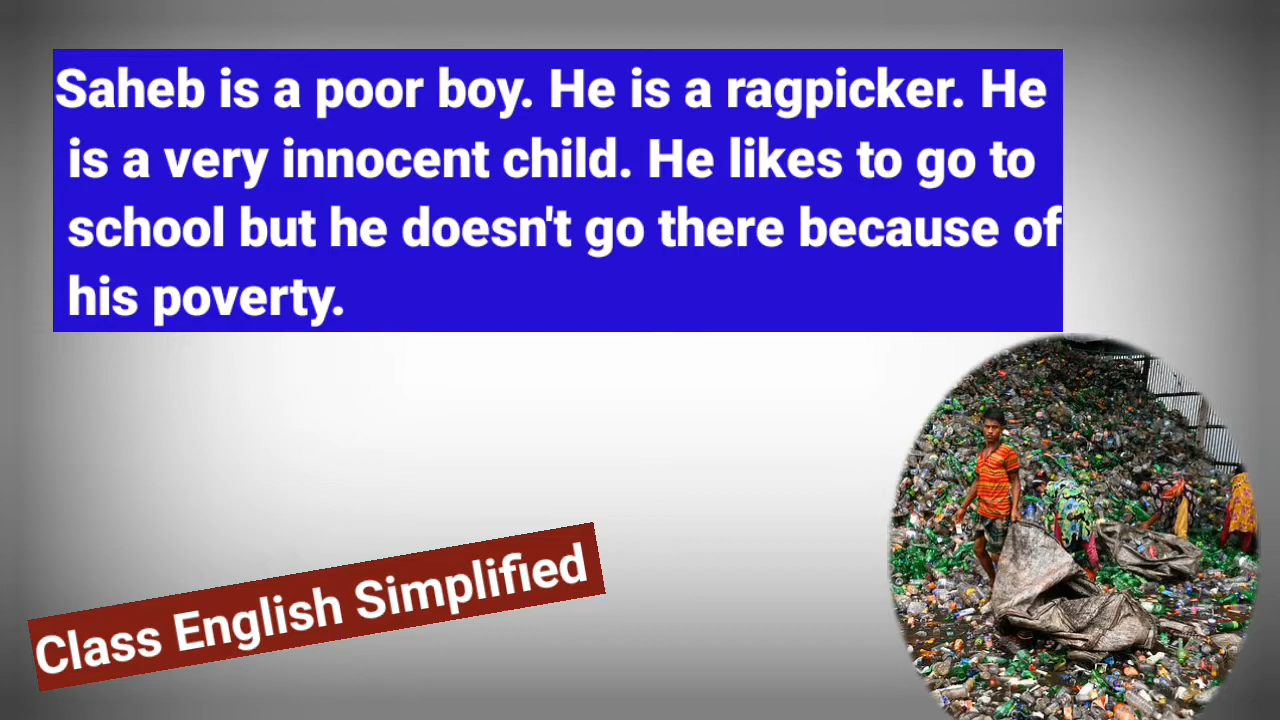 Saheb is a poor boy. He is a ragpicker. He
is a very innocent child. He likes to go to
school but he doesn't go there because of
his poverty.
Class English Simplified